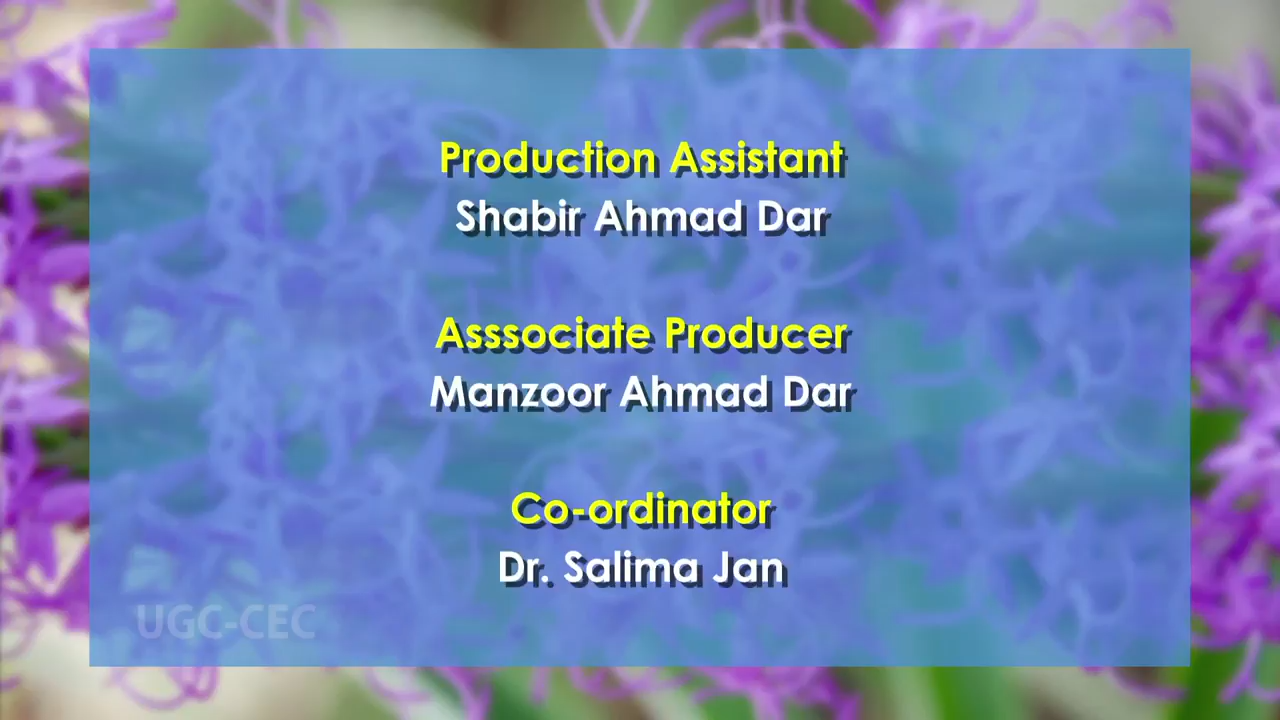 Production Assistant
Shabir Ahmad Dar
Asssociate Producer
Manzoor Ahmad Dar
Co-ordinator
Dr. Salima Jan
UGC-CEC